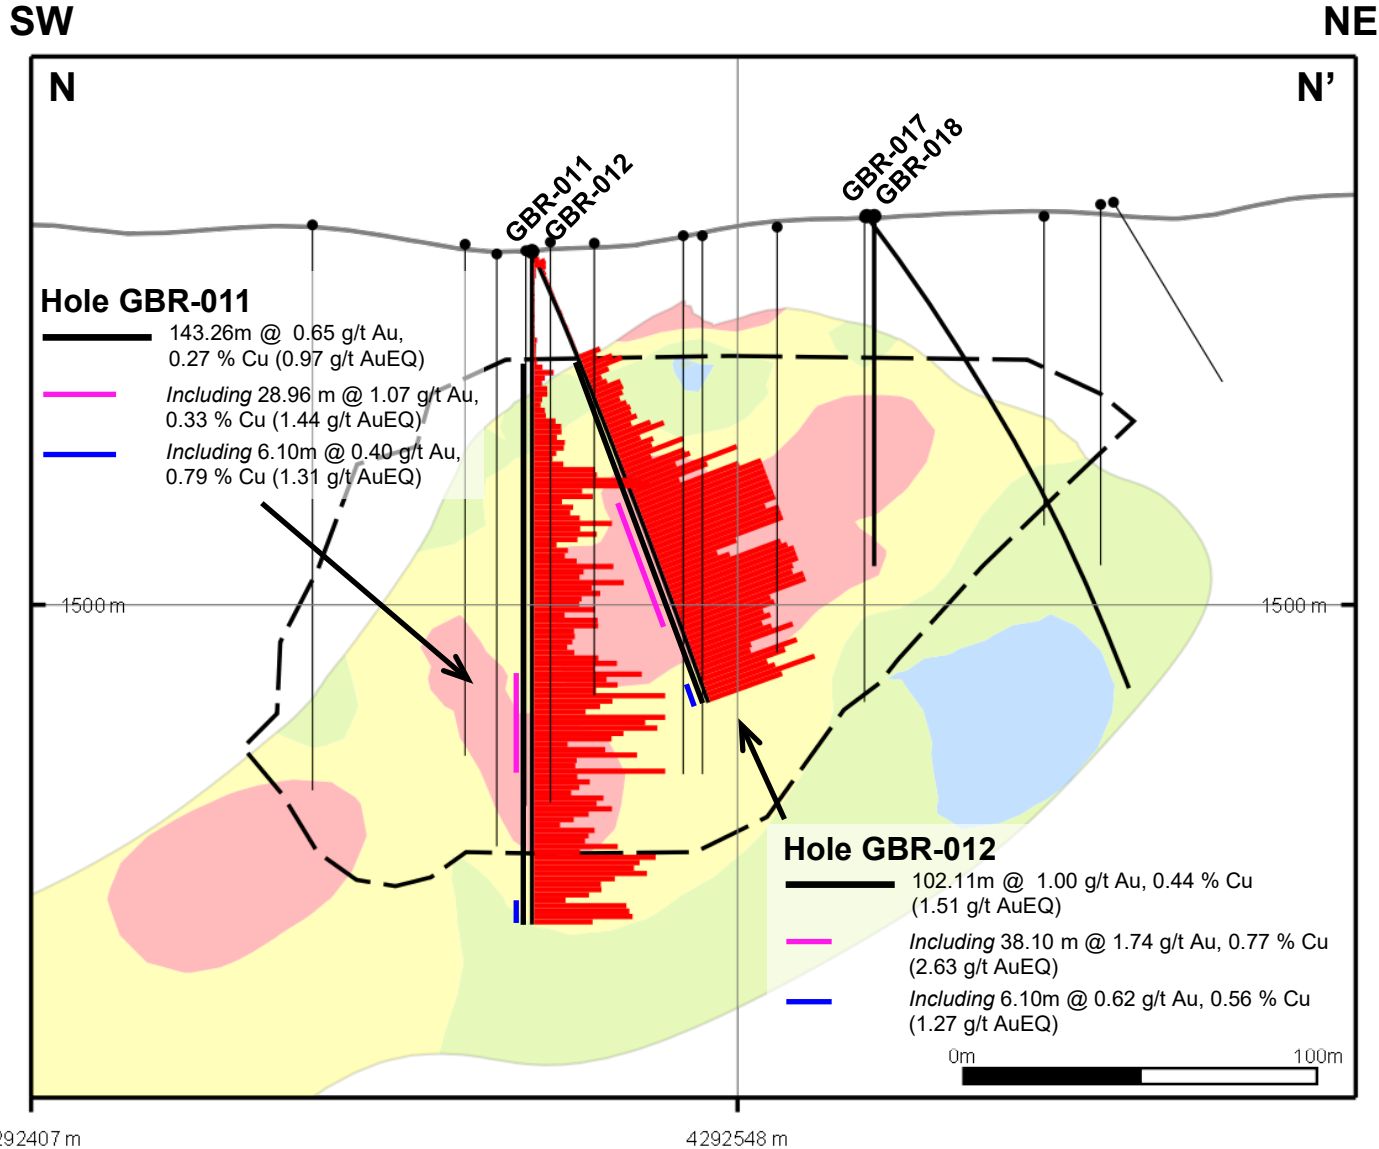 SW
NE
N
N’
GBR-011
GBR-012
GBR-017
GBR-018
Hole GBR-011
143.26m @ 0.65 g/t Au,
0.27 % Cu (0.97 g/t AuEQ)
Including 28.96 m @ 1.07 g/t Au,
0.33 % Cu (1.44 g/t AuEQ)
Including 6.10m @ 0.40 g/t Au,
0.79 % Cu (1.31 g/t AuEQ)
1500 m
1500 m
Hole GBR-012
102.11m @ 1.00 g/t Au, 0.44 % Cu
(1.51 g/t AuEQ)
Including 38.10 m @ 1.74 g/t Au, 0.77 % Cu
(2.63 g/t AuEQ)
Including 6.10m @ 0.62 g/t Au, 0.56 % Cu
(1.27 g/t AuEQ)
0m
100m
292407 m
4292548 m